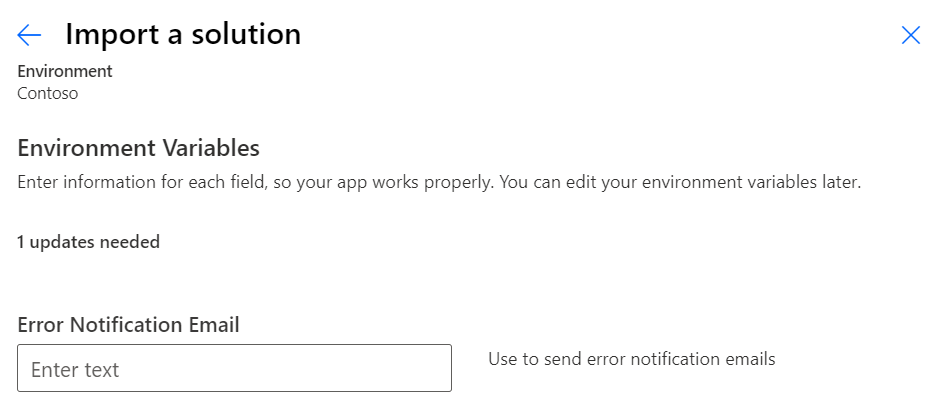 Import a solution
Environment
Contoso
Environment Variables
Enter information for each field, so your app works properly. You can edit your environment variables later.
1 updates needed
Error Notification Email
Enter text
Use to send error notification emails